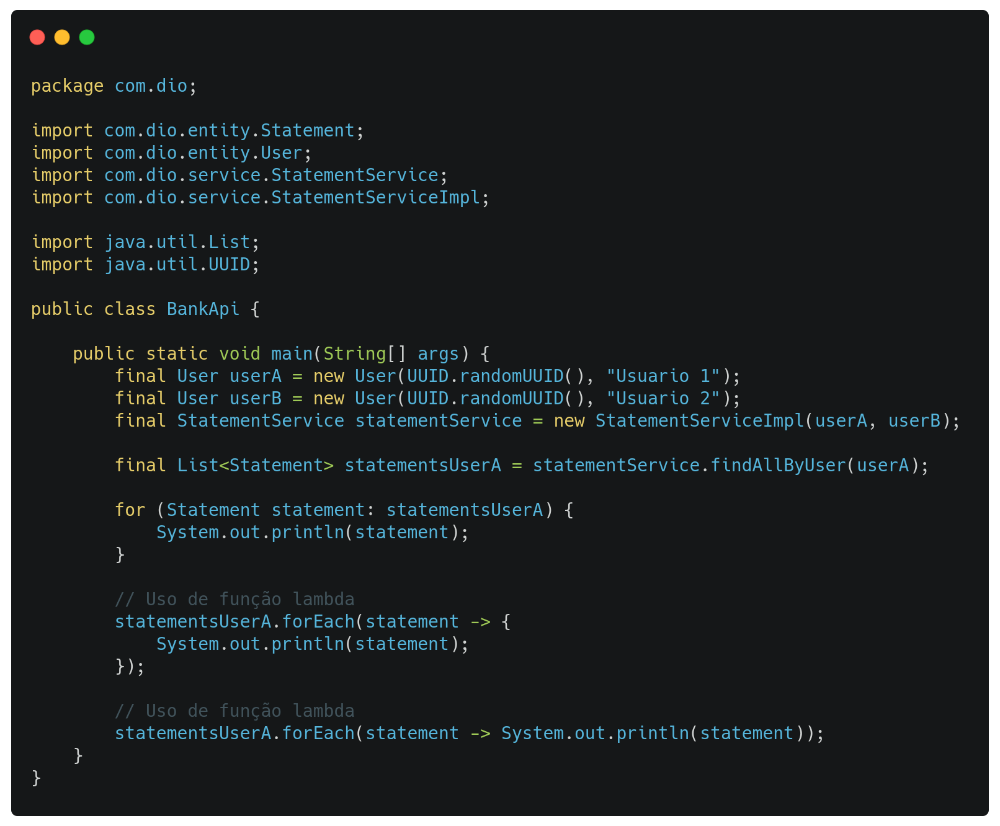 package com.dio;

import com.dio.entity.Statement;
import com.dio.entity.User;
import com.dio.service.StatementService;
import com.dio.service.StatementServiceImpl;

import java.util.List;
import java.util.UUID;

public class BankApi {

    public static void main(String[] args) {
        final User userA = new User(UUID.randomUUID(), "Usuario 1");
        final User userB = new User(UUID.randomUUID(), "Usuario 2");
        final StatementService statementService = new StatementServiceImpl(userA, userB);

        final List<Statement> statementsUserA = statementService.findAllByUser(userA);

        for (Statement statement: statementsUserA) {
            System.out.println(statement);
        }

        // Uso de função lambda
        statementsUserA.forEach(statement -> {
            System.out.println(statement);
        });

        // Uso de função lambda
        statementsUserA.forEach(statement -> System.out.println(statement));
    }
}